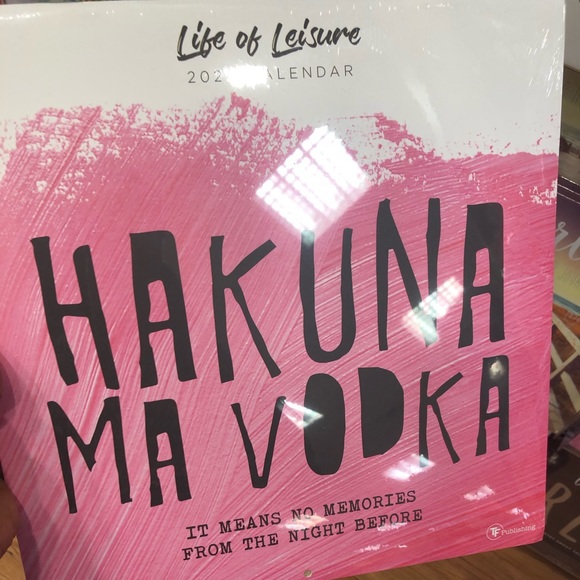 Life of Leisure
CALENDAR
HAKUNA
MA VODKA
IT MEANS NO MEMORIES
FROM THE NIGHT BEFORE
TF Publishing